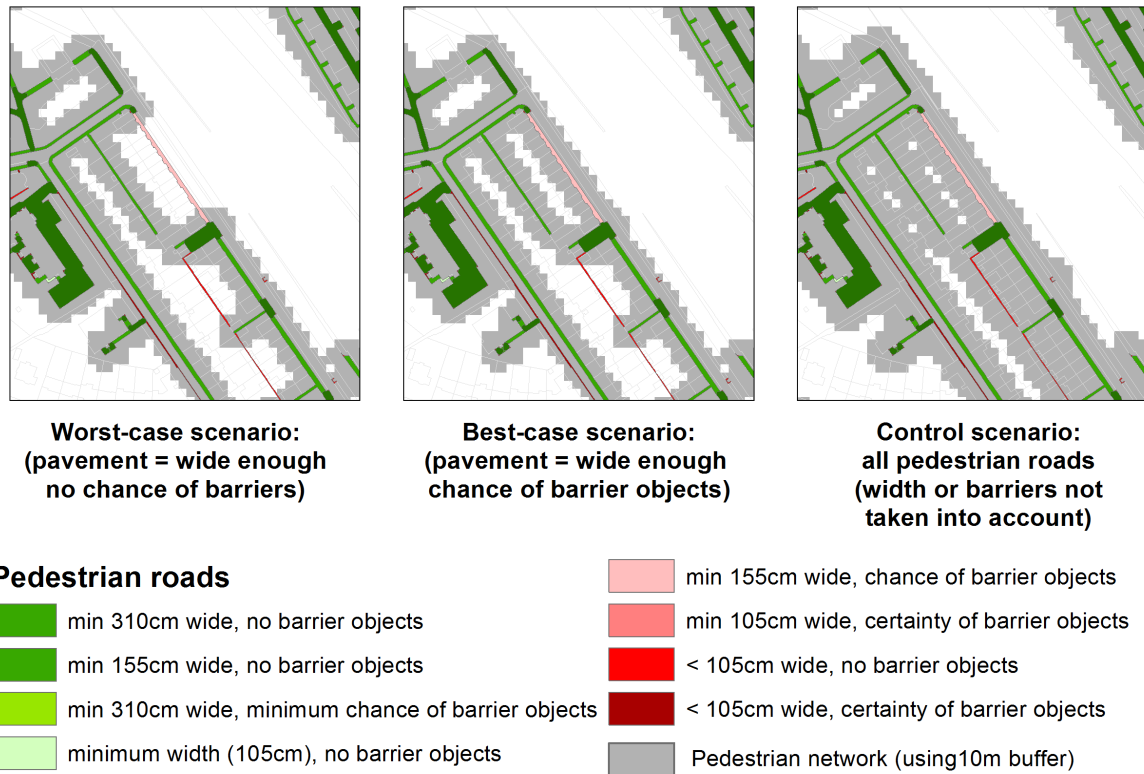 Worst-case scenario:
(pavement = wide enough
no chance of barriers)
Best-case scenario:
(pavement = wide enough
chance of barrier objects)
Control scenario:
all pedestrian roads
(width or barriers not
taken into account)
Pedestrian roads
min 310cm wide, no barrier objects
min 155cm wide, no barrier objects
min 310cm wide, minimum chance of barrier objects
minimum width (105cm), no barrier objects
min 155cm wide, chance of barrier objects
min 105cm wide, certainty of barrier objects
< 105cm wide, no barrier objects
< 105cm wide, certainty of barrier objects
Pedestrian network (using10m buffer)